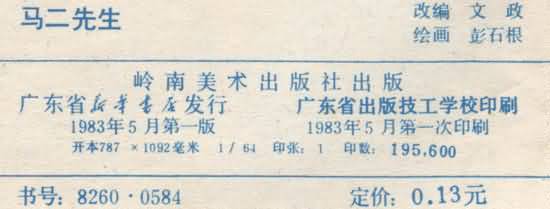 马二先生
改编 文政
绘画 彭石根
岭南美术出版社出版
广东省新华书店发行 广东省出版技工学校印刷
1983年5月第一版 1983年5月第一次印刷
开本787×1092毫米 1/64 印张：1 印数：195,600
书号：8260·0584 定价：0.13元